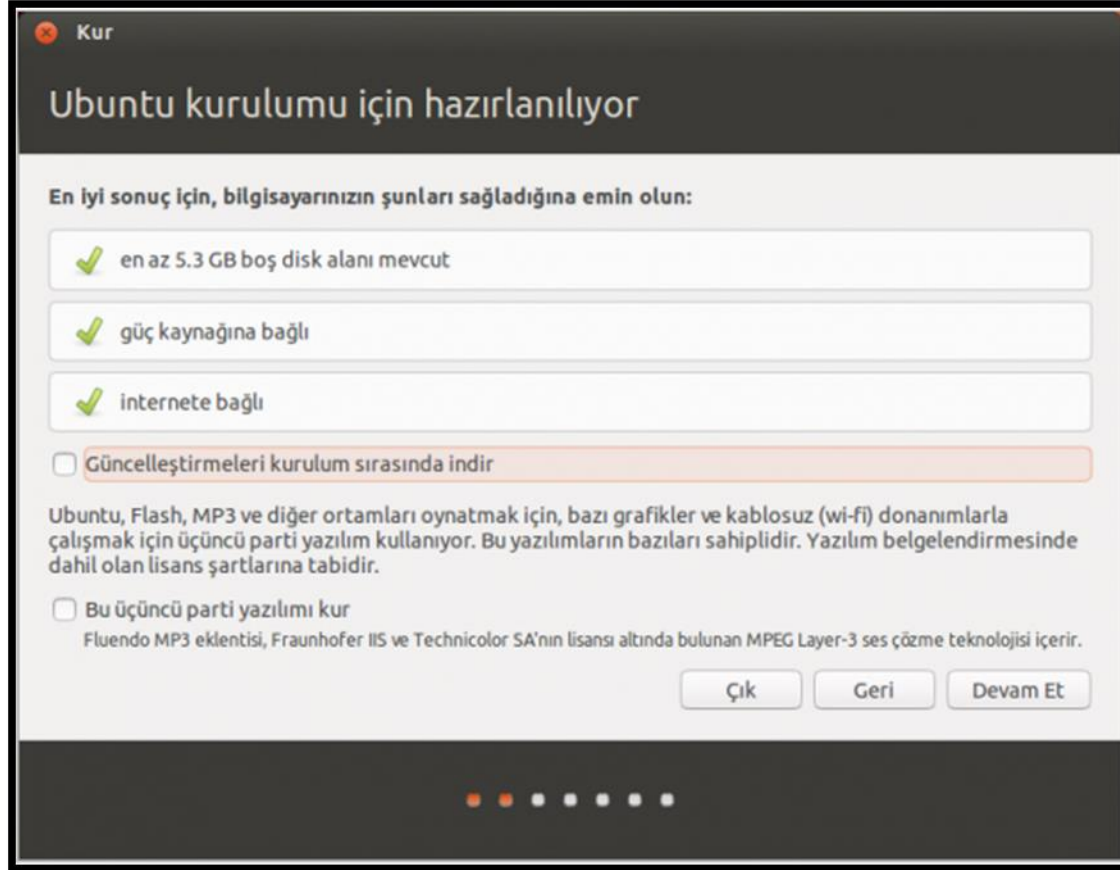 Kur
Ubuntu kurulumu için hazırlanılıyor
En iyi sonuç için, bilgisayarınızın şunları sağladığına emin olun:
en az 5.3 GB boş disk alanı mevcut
güç kaynağına bağlı
internete bağlı
Güncelleştirmeleri kurulum sırasında indir
Ubuntu, Flash, MP3 ve diğer ortamları oynatmak için, bazı grafikler ve kablosuz (wi-fi) donanımlarla
çalışmak için üçüncü parti yazılım kullanıyor. Bu yazılımların bazıları sahiplidir. Yazılım belgelendirmesinde
dahil olan lisans şartlarına tabidir.
Bu üçüncü parti yazılımı kur
Fluendo MP3 eklentisi, Fraunhofer IIS ve Technicolor SA'nın lisansı altında bulunan MPEG Layer-3 ses çözme teknolojisi içerir.
Çık Geri Devam Et